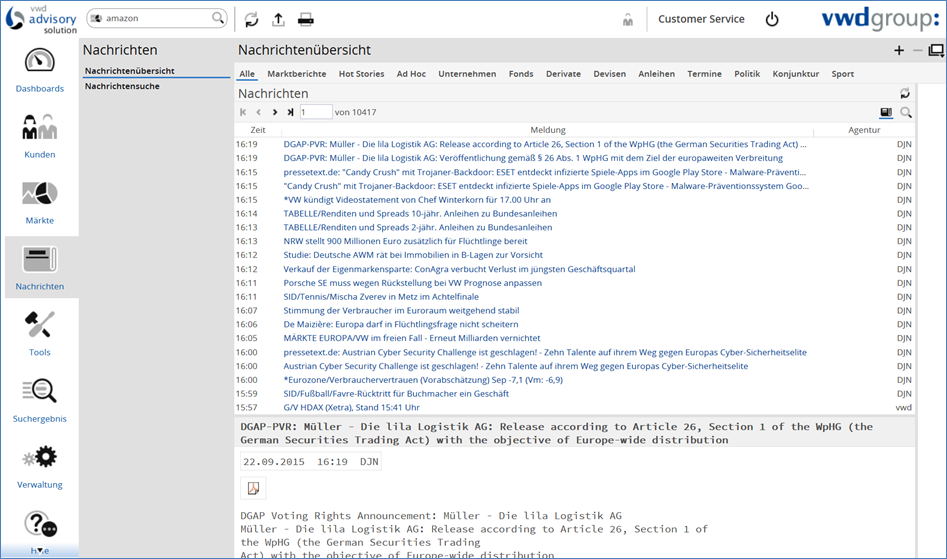 vwd
advisory
solution
amazon
Customer Service
vwdgroup:
Dashboards
Kunden
Märkte
Nachrichten
Tools
Suchergebnis
Verwaltung
Nachrichten
Nachrichtenübersicht
Nachrichtensuche
Nachrichtenübersicht
Alle Marktberichte Hot Stories Ad Hoc Unternehmen Fonds Derivate Devisen Anleihen Termine Politik Konjunktur Sport
Nachrichten
1 von 10417
Zeit Meldung Agentur
16:19 DGAP-PVR: Müller - Die lila Logistik AG: Release according to Article 26, Section 1 of the WpHG (the German Securities Trading Act) ... DJN
16:19 DGAP-PVR: Müller - Die lila Logistik AG: Veröffentlichung gemäß § 26 Abs. 1 WpHG mit dem Ziel der europaweiten Verbreitung DJN
16:15 pressetext.de: "Candy Crush" mit Trojaner-Backdoor: ESET entdeckt infizierte Spiele-Apps im Google Play Store - Malware-Präventi... DJN
16:15 "Candy Crush" mit Trojaner-Backdoor: ESET entdeckt infizierte Spiele-Apps im Google Play Store - Malware-Präventionssystem Goo... DJN
16:15 *VW kündigt Videostatement von Chef Winterkorn für 17.00 Uhr an DJN
16:14 TABELLE/Renditen und Spreads 10-jähr. Anleihen zu Bundesanleihen DJN
16:13 TABELLE/Renditen und Spreads 2-jähr. Anleihen zu Bundesanleihen DJN
16:13 NRW stellt 900 Millionen Euro zusätzlich für Flüchtlinge bereit DJN
16:12 Studie: Deutsche AWM rät bei Immobilien in B-Lagen zur Vorsicht DJN
16:12 Verkauf der Eigenmarkensparte: ConAgra verbucht Verlust im jüngsten Geschäftsquartal DJN
16:11 Porsche SE muss wegen Rückstellung bei VW Prognose anpassen DJN
16:11 SID/Tennis/Mischa Zverev in Metz im Achtelfinale DJN
16:07 Stimmung der Verbraucher im Euroraum weitgehend stabil DJN
16:06 De Maizière: Europa darf in Flüchtlingsfrage nicht scheitern DJN
16:05 MÄRKTE EUROPA/VW im freien Fall - Erneut Milliarden vernichtet DJN
16:00 pressetext.de: Austrian Cyber Security Challenge ist geschlagen! - Zehn Talente auf ihrem Weg gegen Europas Cyber-Sicherheitselite DJN
16:00 Austrian Cyber Security Challenge ist geschlagen! - Zehn Talente auf ihrem Weg gegen Europas Cyber-Sicherheitselite DJN
16:00 *Eurozone/Verbrauchervertrauen (Vorabschätzung) Sep -7,1 (Vm: -6,9) DJN
15:59 SID/Fußball/Favre-Rücktritt für Buchmacher ein Geschäft DJN
15:57 G/V HDAX (Xetra), Stand 15:41 Uhr vwd
DGAP-PVR: Müller - Die lila Logistik AG: Release according to Article 26, Section 1 of the WpHG (the
German Securities Trading Act) with the objective of Europe-wide distribution
22.09.2015 16:19 DJN
DGAP Voting Rights Announcement: Müller - Die lila Logistik AG
Müller - Die lila Logistik AG: Release according to Article 26, Section 1 of
the WpHG (the German Securities Trading
Act) with the objective of Europe-wide distribution